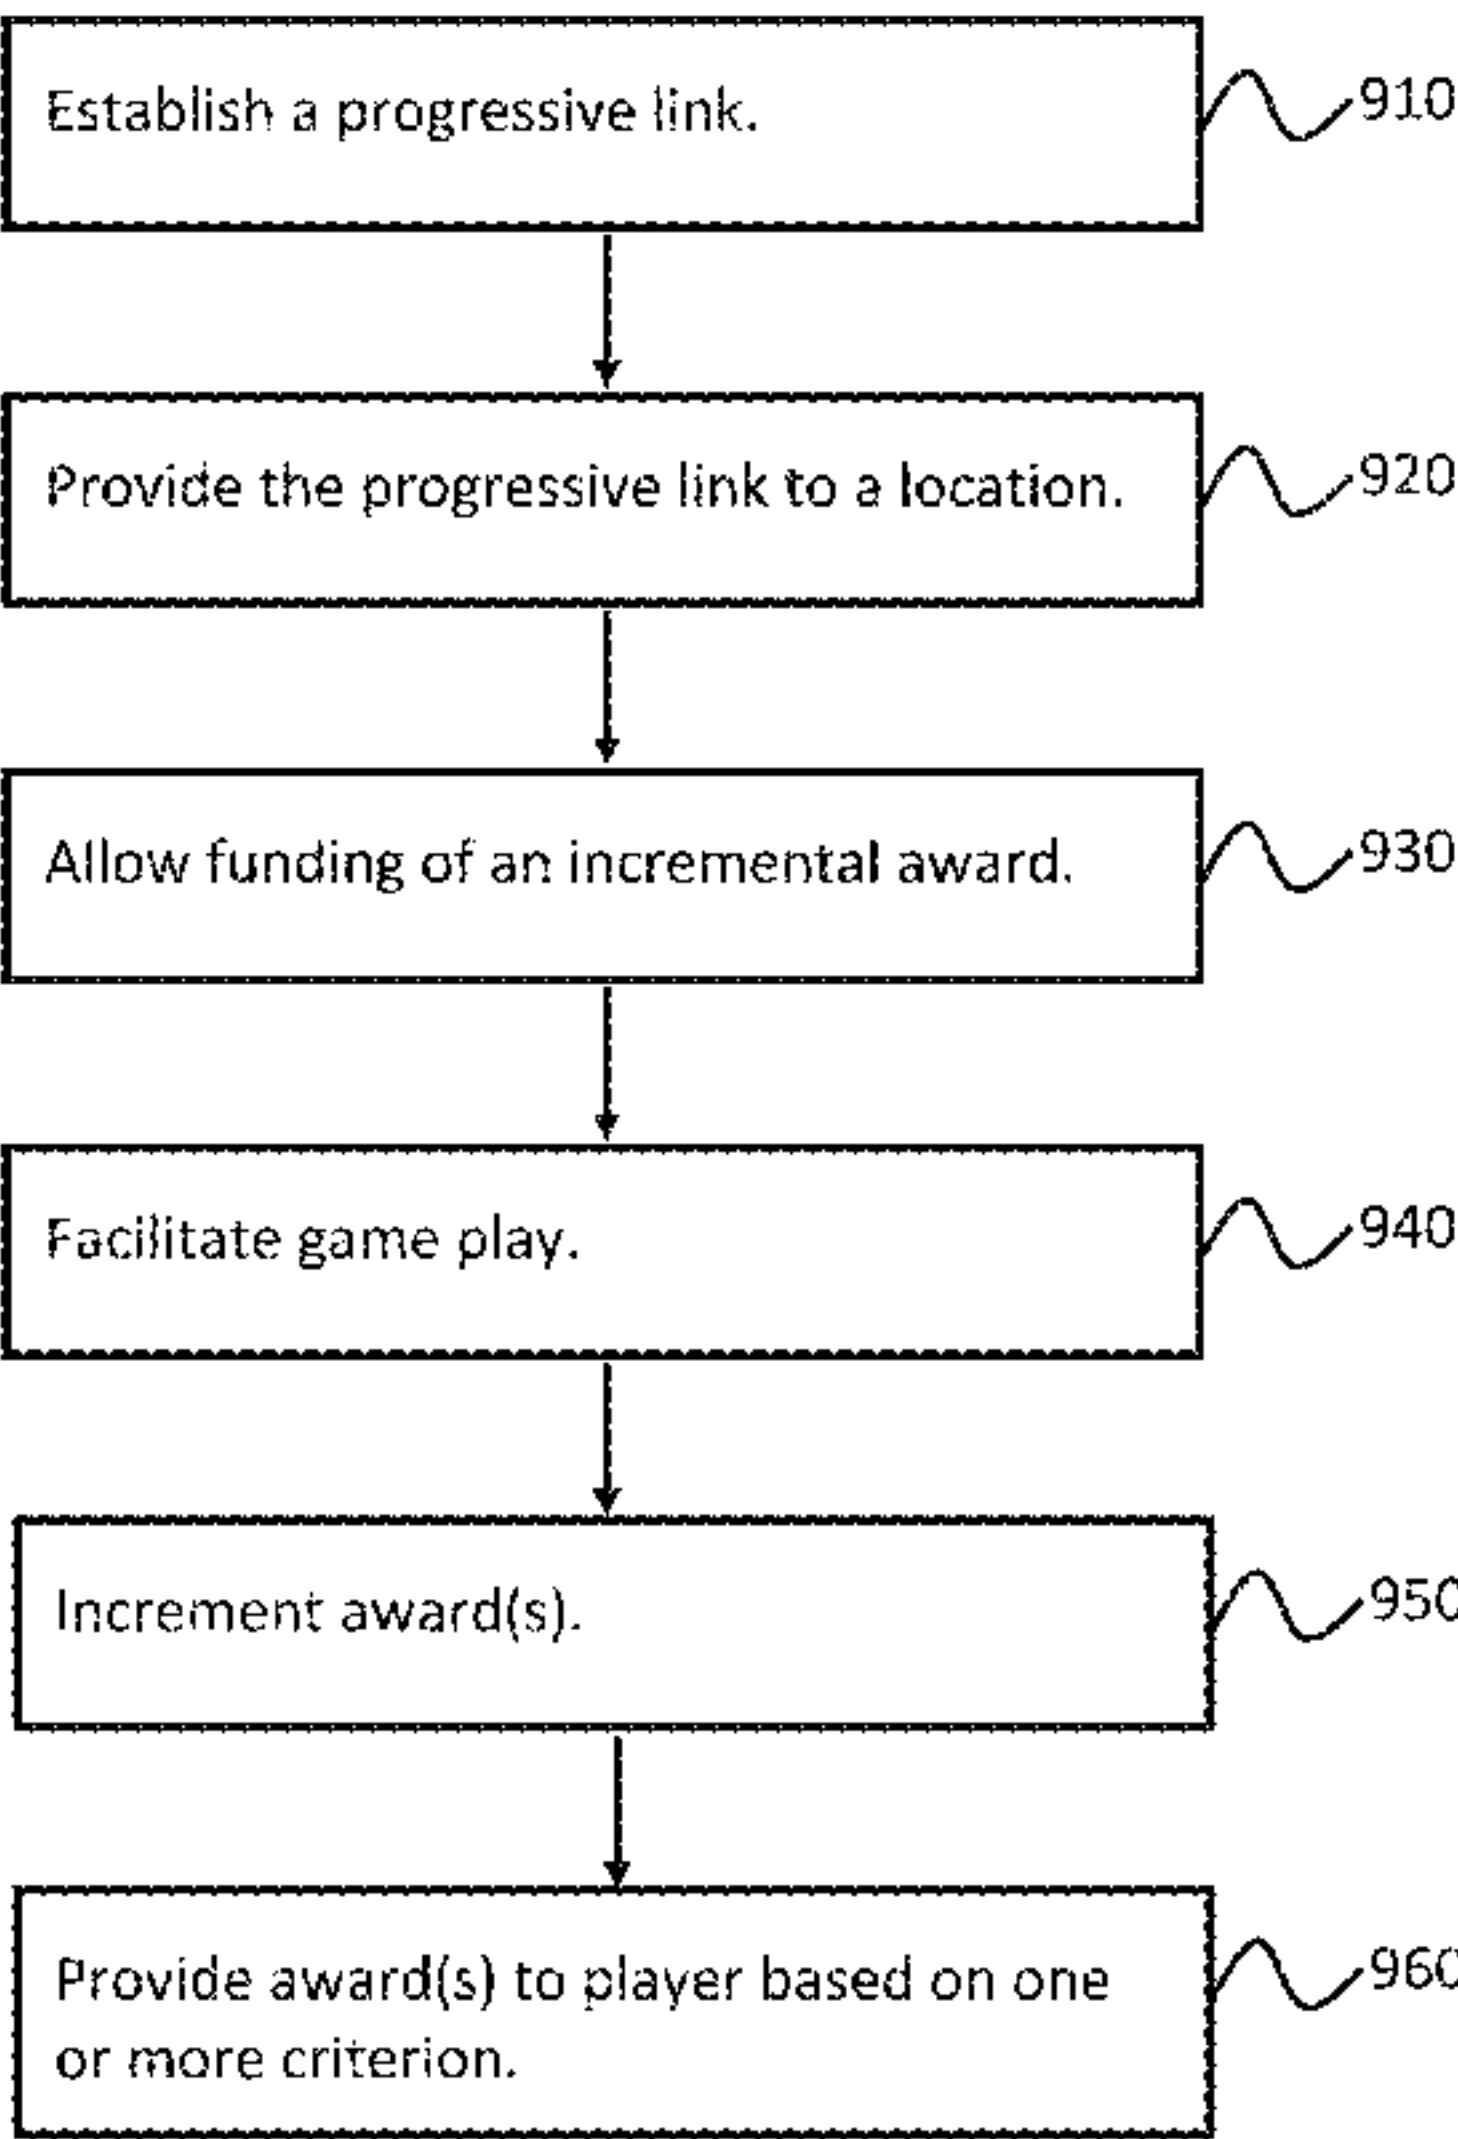 Establish a progressive link.
910
Provide the progressive link to a location.
920
Allow funding of an incremental award.
930
Facilitate game play.
940
Increment award(s).
950
Provide award(s) to player based on one
or more criterion.
960